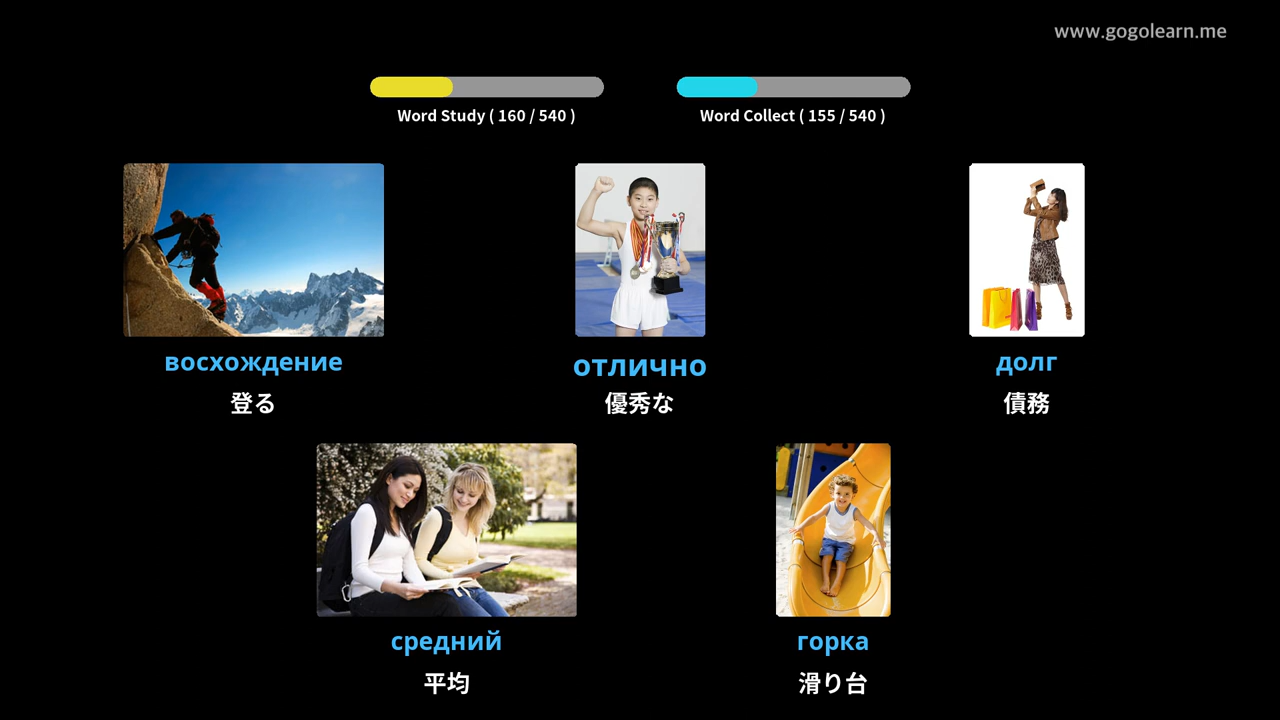 www.gogolearn.me
Word Study ( 160 / 540 )
Word Collect ( 155 / 540 )
восхождение
登る
отлично
優秀な
долг
債務
средний
平均
горка
滑り台